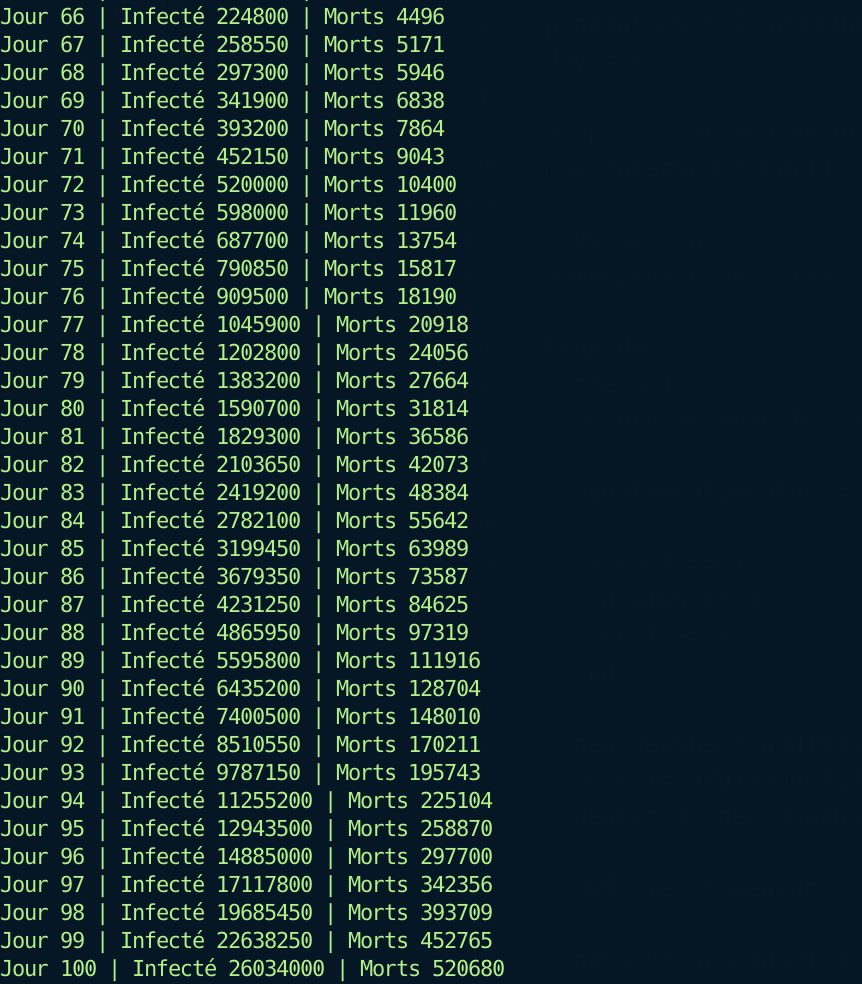 Jour 66 | Infecté 224800 | Morts 4496
Jour 67 | Infecté 258550 | Morts 5171
Jour 68 | Infecté 297300 | Morts 5946
Jour 69 | Infecté 341900 | Morts 6838
Jour 70 | Infecté 393200 | Morts 7864
Jour 71 | Infecté 452150 | Morts 9043
Jour 72 | Infecté 520000 | Morts 10400
Jour 73 | Infecté 598000 | Morts 11960
Jour 74 | Infecté 687700 | Morts 13754
Jour 75 | Infecté 790850 | Morts 15817
Jour 76 | Infecté 909500 | Morts 18190
Jour 77 | Infecté 1045900 | Morts 20918
Jour 78 | Infecté 1202800 | Morts 24056
Jour 79 | Infecté 1383200 | Morts 27664
Jour 80 | Infecté 1590700 | Morts 31814
Jour 81 | Infecté 1829300 | Morts 36586
Jour 82 | Infecté 2103650 | Morts 42073
Jour 83 | Infecté 2419200 | Morts 48384
Jour 84 | Infecté 2782100 | Morts 55642
Jour 85 | Infecté 3199450 | Morts 63989
Jour 86 | Infecté 3679350 | Morts 73587
Jour 87 | Infecté 4231250 | Morts 84625
Jour 88 | Infecté 4865950 | Morts 97319
Jour 89 | Infecté 5595800 | Morts 111916
Jour 90 | Infecté 6435200 | Morts 128704
Jour 91 | Infecté 7400500 | Morts 148010
Jour 92 | Infecté 8510550 | Morts 170211
Jour 93 | Infecté 9787150 | Morts 195743
Jour 94 | Infecté 11255200 | Morts 225104
Jour 95 | Infecté 12943500 | Morts 258870
Jour 96 | Infecté 14885000 | Morts 297700
Jour 97 | Infecté 17117800 | Morts 342356
Jour 98 | Infecté 19685450 | Morts 393709
Jour 99 | Infecté 22638250 | Morts 452765
Jour 100 | Infecté 26034000 | Morts 520680